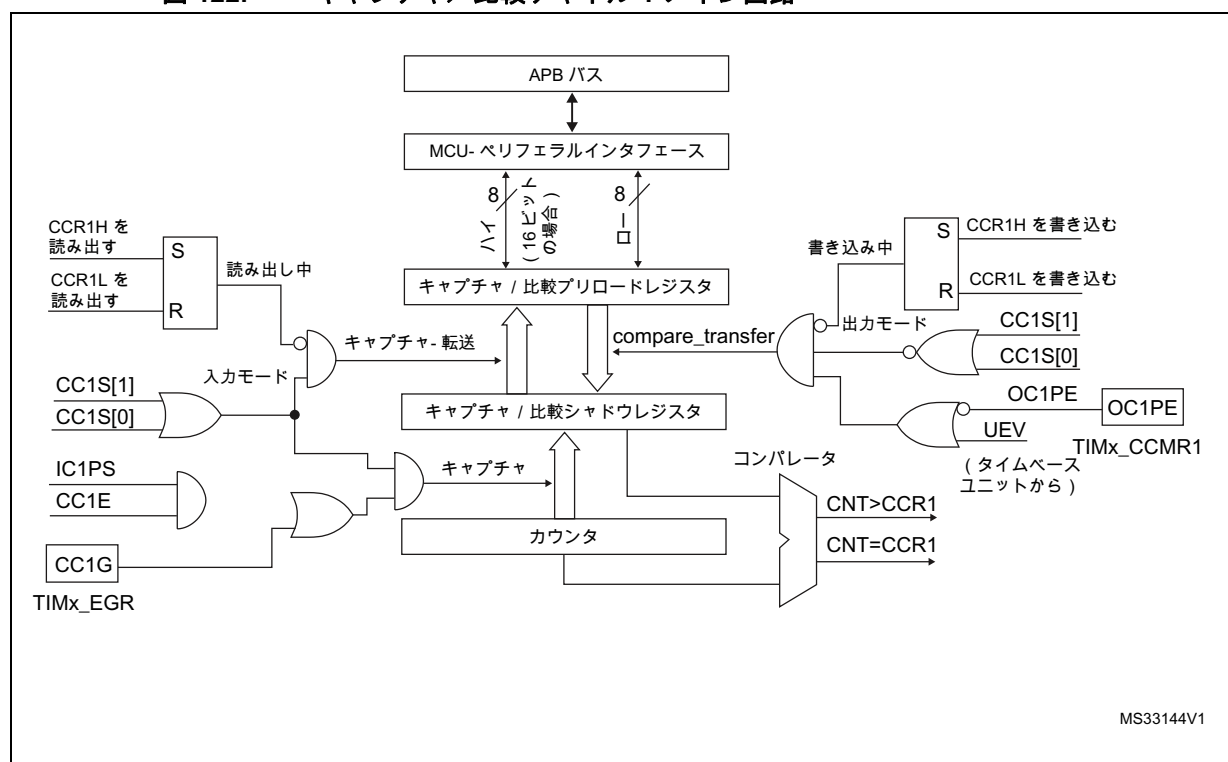 APB バス
MCU- ペリフェラルインタフェース
8
ハイ
( 16 ビット
の場合 )
8
ロー
CCR1H を
読み出す
CCR1L を
読み出す
S
R
読み出し中
キャプチャ / 比較プリロードレジスタ
書き込み中
S
R
CCR1H を書き込む
CCR1L を書き込む
入力モード
キャプチャ- 転送
compare_transfer
出力モード
CC1S[1]
CC1S[0]
CC1S[1]
CC1S[0]
キャプチャ / 比較シャドウレジスタ
OC1PE
OC1PE
UEV
TIMx_CCMR1
( タイムベース
ユニットから )
IC1PS
CC1E
キャプチャ
コンパレータ
カウンタ
CNT>CCR1
CNT=CCR1
CC1G
TIMx_EGR
MS33144V1